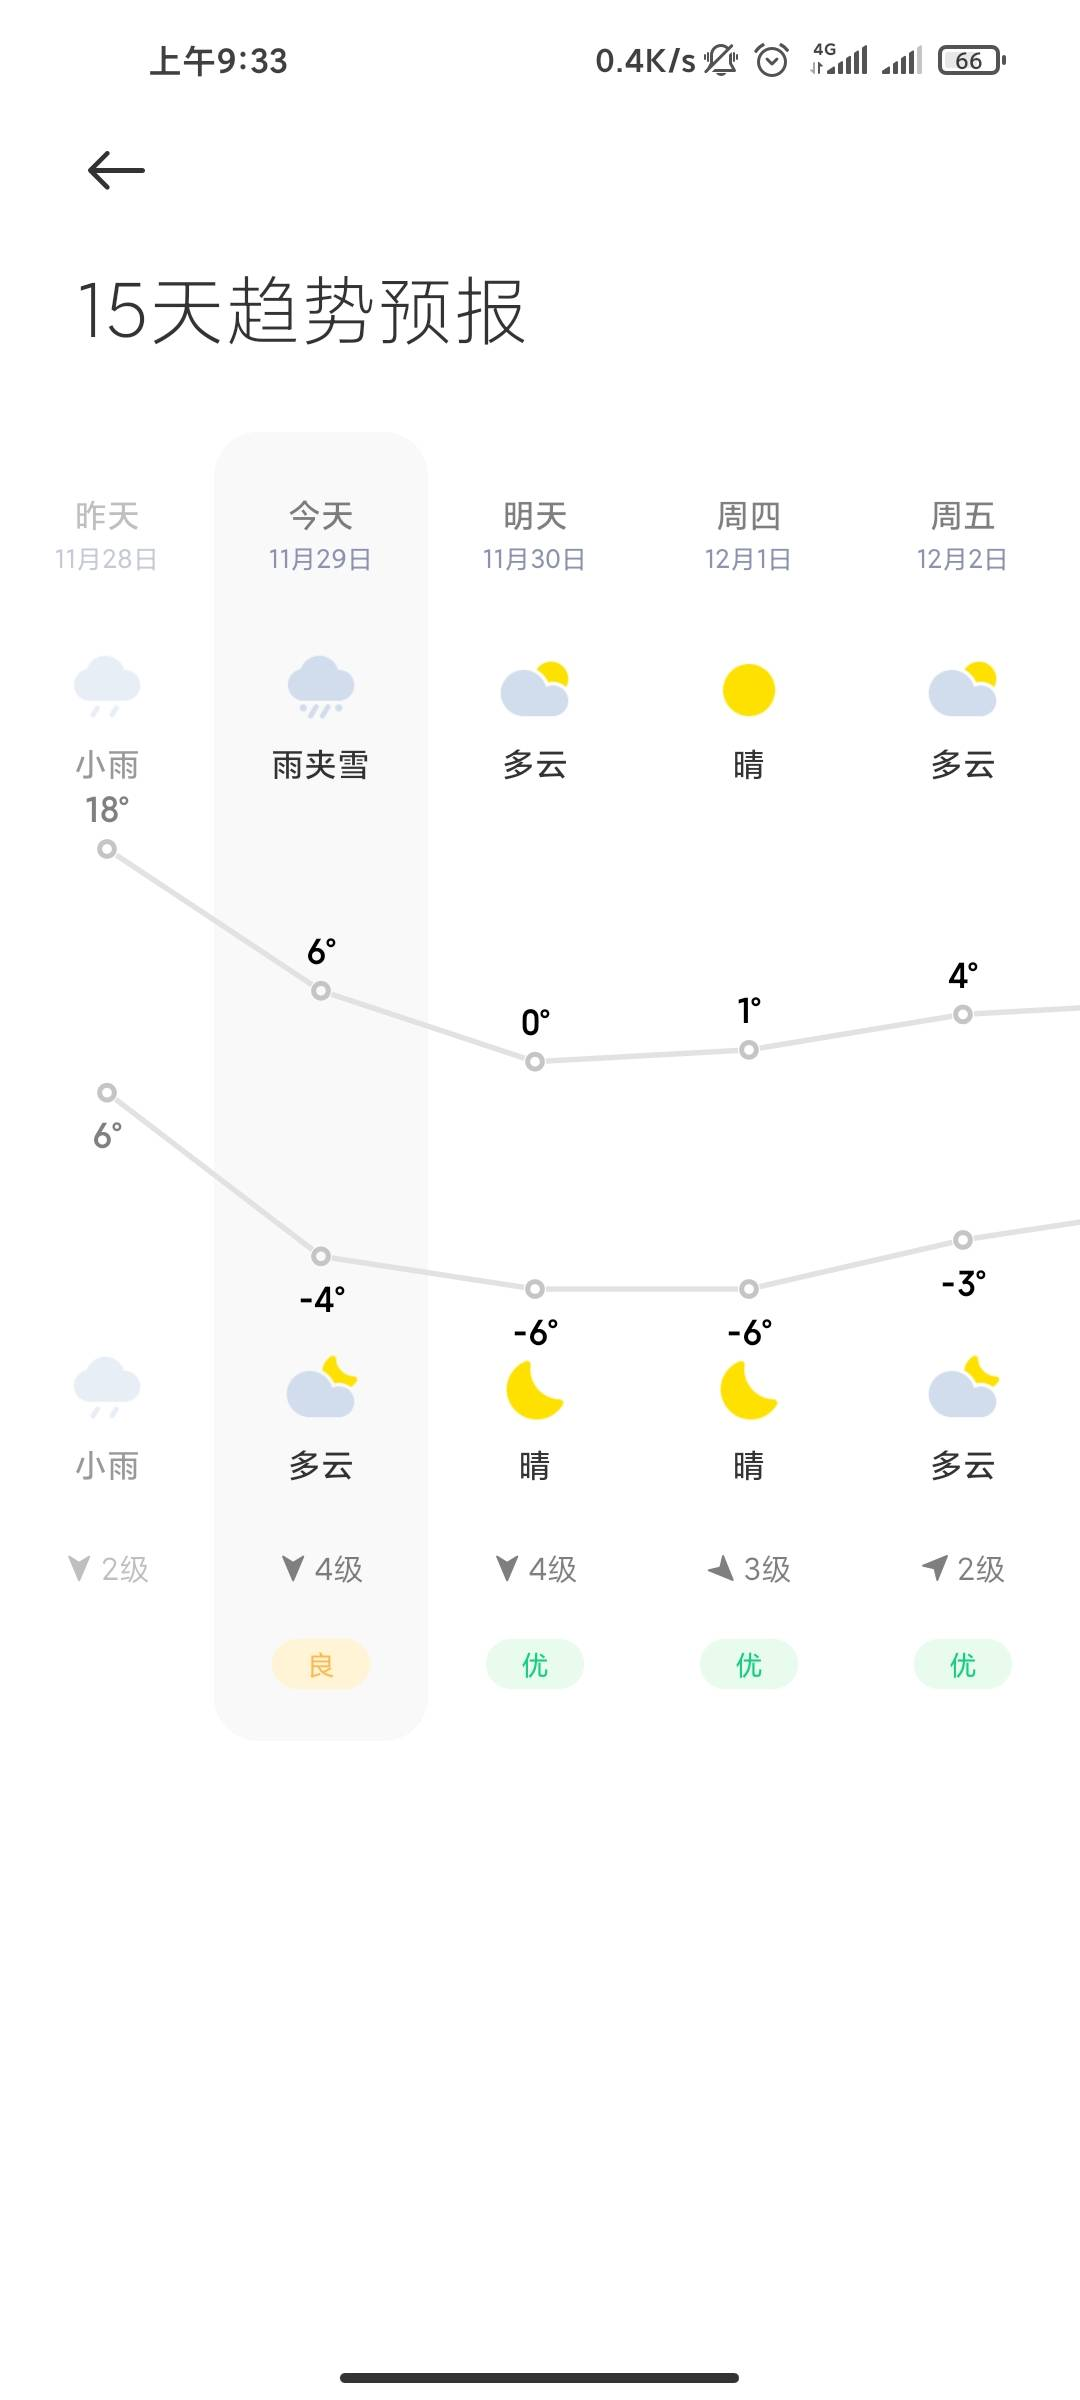 上午9:33 0.4K/s 4G 66
15天趋势预报
昨天 今天 明天 周四 周五
11月28日 11月29日 11月30日 12月1日 12月2日
小雨 雨夹雪 多云 晴 多云
18° 6° 0° 1° 4°
6° -4° -6° -6° -3°
小雨 多云 晴 晴 多云
2级 4级 4级 3级 2级
良 优 优 优